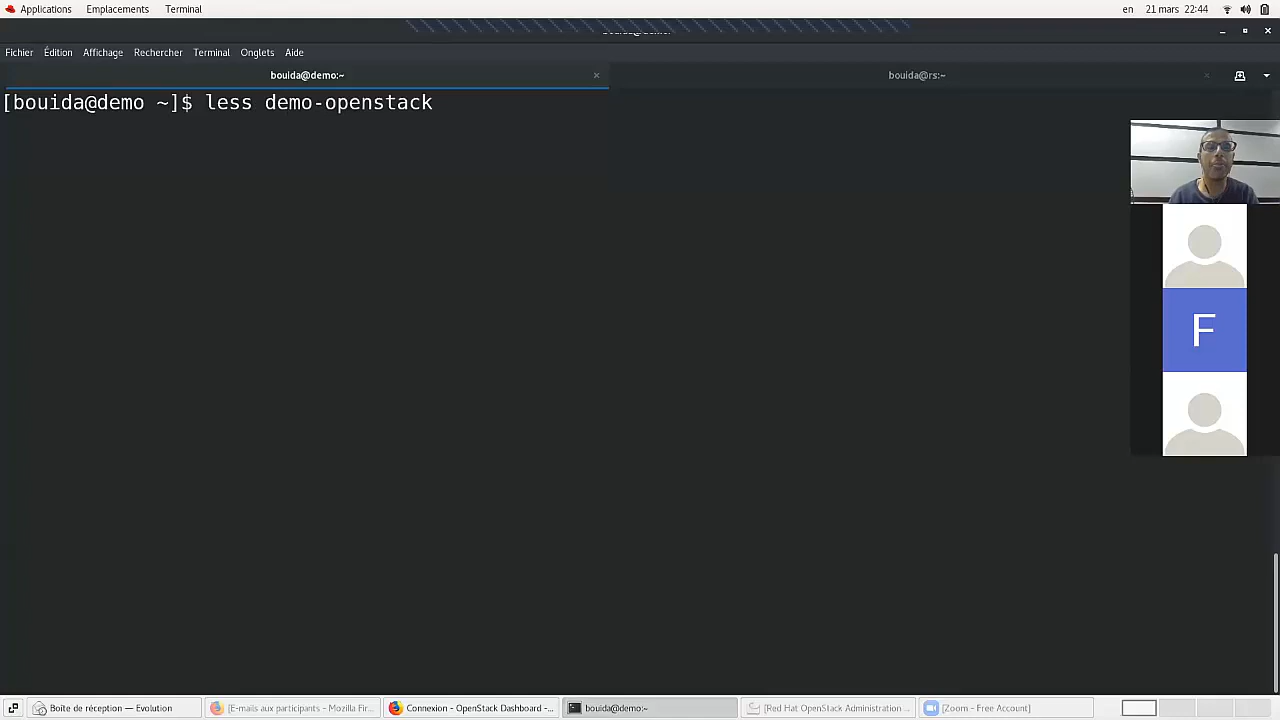 Applications Emplacements Terminal en 21 mars 22:44
Fichier Édition Affichage Rechercher Terminal Onglets Aide
bouida@demo:~ × bouida@rs:~ ×
[bouida@demo ~]$ less demo-openstack
F
Boîte de réception — Evolution [E-mails aux participants - Mozilla Fir... Connexion - OpenStack Dashboard -... bouida@demo:~ [Red Hat OpenStack Administration ... [Zoom - Free Account]